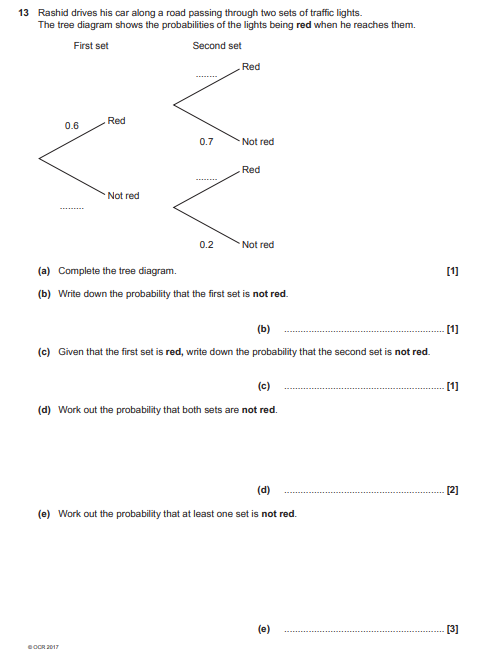 13 Rashid drives his car along a road passing through two sets of traffic lights.
The tree diagram shows the probabilities of the lights being red when he reaches them.
First set Second set
Red
........
0.6 Red
0.7 Not red
Red
........
Not red
.........
0.2 Not red
(a) Complete the tree diagram. [1]
(b) Write down the probability that the first set is not red.
(b) .......................................................... [1]
(c) Given that the first set is red, write down the probability that the second set is not red.
(c) .......................................................... [1]
(d) Work out the probability that both sets are not red.
(d) .......................................................... [2]
(e) Work out the probability that at least one set is not red.
(e) .......................................................... [3]
© OCR 2017